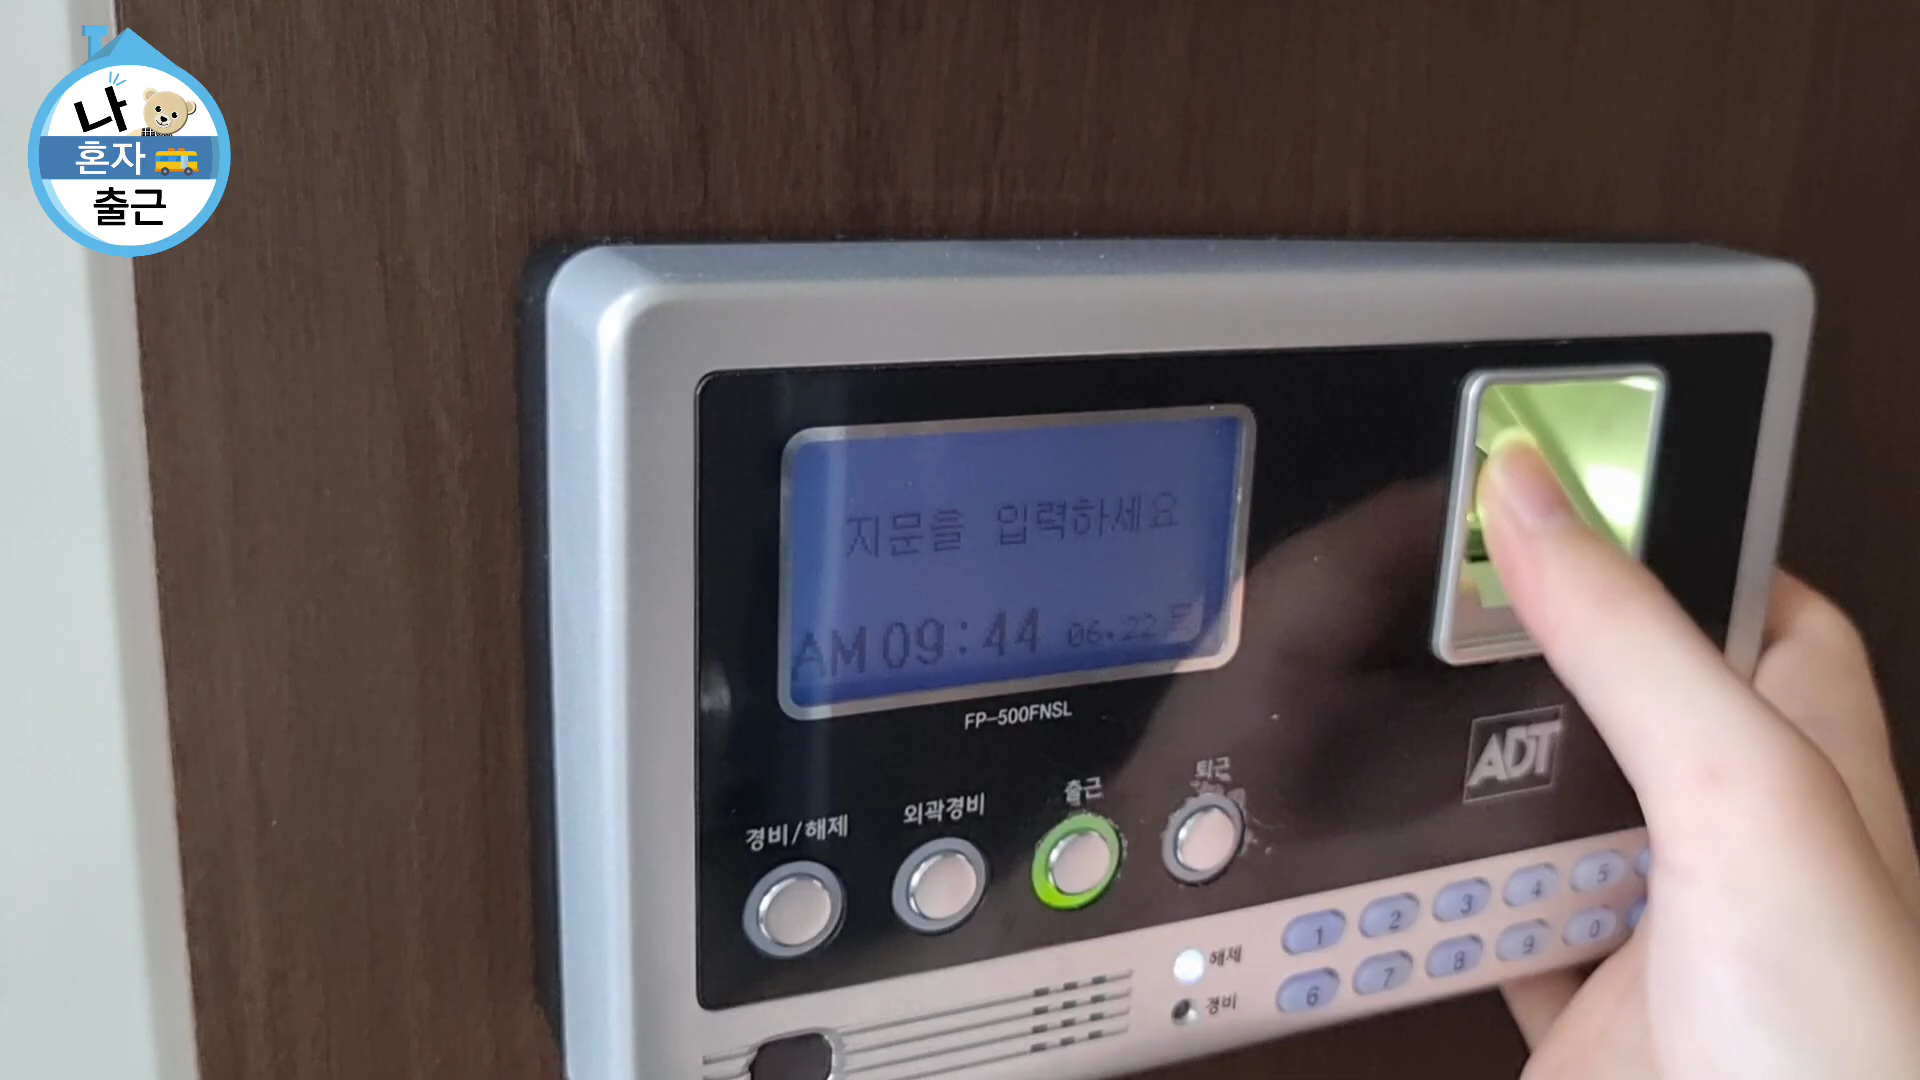 나
혼자
출근
지문을 입력하세요
AM 09:44 06.22
FP-500FNSL
ADT
경비/해제
외곽경비
출근
퇴근
해제
경비
1 2 3 4 5
6 7 8 9 0